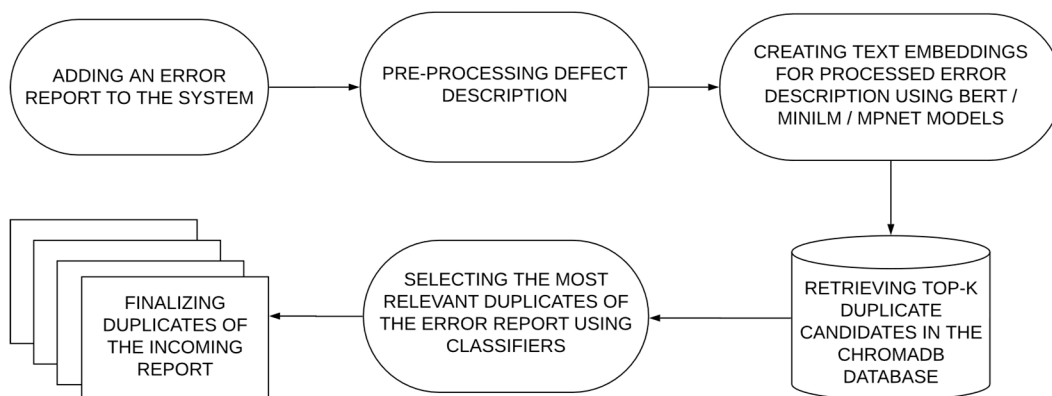 ADDING AN ERROR
REPORT TO THE SYSTEM
PRE-PROCESSING DEFECT
DESCRIPTION
CREATING TEXT EMBEDDINGS
FOR PROCESSED ERROR
DESCRIPTION USING BERT /
MINILM / MPNET MODELS
RETRIEVING TOP-K
DUPLICATE
CANDIDATES IN THE
CHROMADB
DATABASE
SELECTING THE MOST
RELEVANT DUPLICATES OF
THE ERROR REPORT USING
CLASSIFIERS
FINALIZING
DUPLICATES OF
THE INCOMING
REPORT